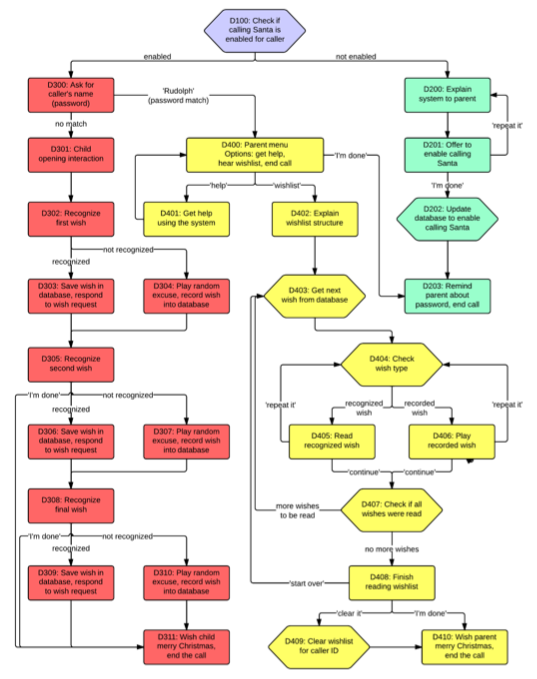 D100: Check if
calling Santa is
enabled for caller
enabled
not enabled
D300: Ask for
caller's name
(password)
'Rudolph'
(password match)
D200: Explain
system to parent
'repeat it'
no match
D301: Child
opening interaction
D400: Parent menu
Options: get help,
hear wishlist, end call
'I'm done'
D201: Offer to
enable calling
Santa
'I'm done'
'help'
'wishlist'
D302: Recognize
first wish
D401: Get help
using the system
D402: Explain
wishlist structure
D202: Update
database to enable
calling Santa
not recognized
recognized
D303: Save wish in
database, respond
to wish request
D304: Play random
excuse, record wish
into database
D403: Get next
wish from database
D203: Remind
parent about
password, end call
D305: Recognize
second wish
D404: Check
wish type
'I'm done'
not recognized
recognized
'repeat it'
recognized
wish
recorded
wish
'repeat it'
D306: Save wish in
database, respond
to wish request
D307: Play random
excuse, record wish
into database
D405: Read
recognized wish
D406: Play
recorded wish
'continue'
'continue'
D308: Recognize
final wish
more wishes
to be read
D407: Check if all
wishes were read
'I'm done'
not recognized
recognized
no more wishes
D309: Save wish in
database, respond
to wish request
D310: Play random
excuse, record wish
into database
'start over'
D408: Finish
reading wishlist
'clear it'
'I'm done'
D311: Wish child
merry Christmas,
end the call
D409: Clear wishlist
for caller ID
D410: Wish parent
merry Christmas,
end the call